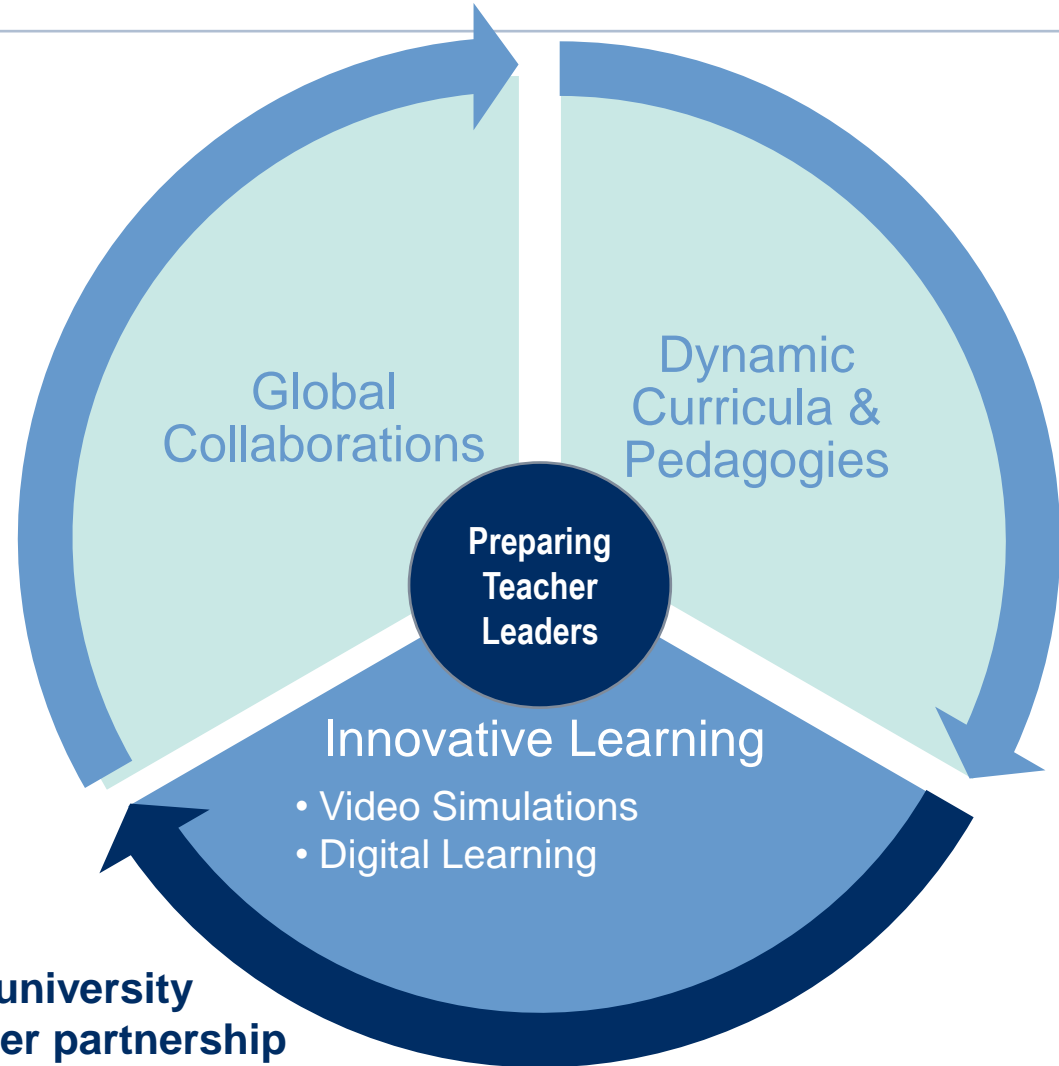 Global
Collaborations
Dynamic
Curricula &
Pedagogies
Preparing
Teacher
Leaders
Innovative Learning
• Video Simulations
• Digital Learning
university
er partnership